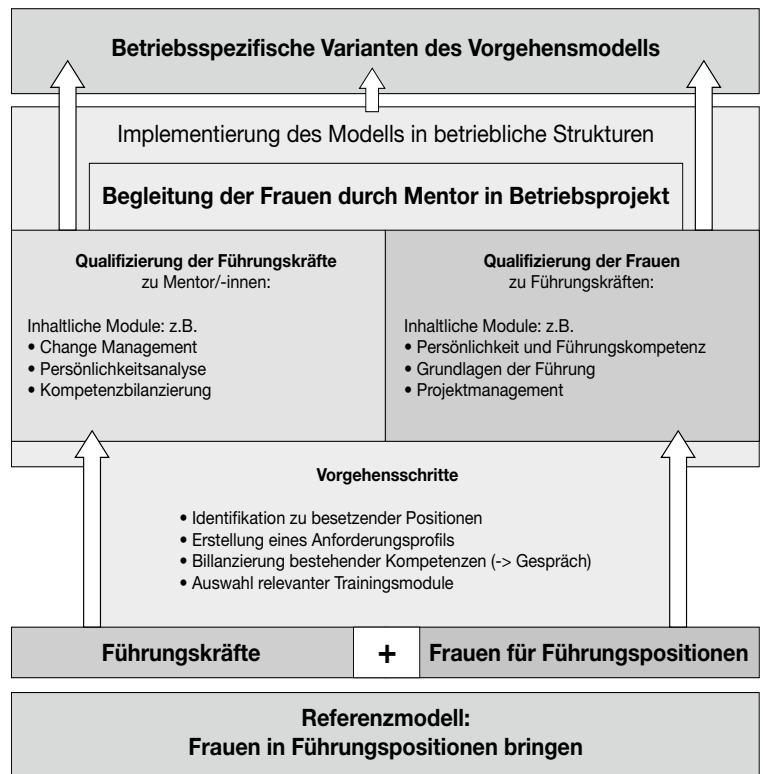 Betriebsspezifische Varianten des Vorgehensmodells
Implementierung des Modells in betriebliche Strukturen
Begleitung der Frauen durch Mentor in Betriebsprojekt
Qualifizierung der Führungskräfte
zu Mentor/-innen:
Inhaltliche Module: z.B.
• Change Management
• Persönlichkeitsanalyse
• Kompetenzbilanzierung
Qualifizierung der Frauen
zu Führungskräften:
Inhaltliche Module: z.B.
• Persönlichkeit und Führungskompetenz
• Grundlagen der Führung
• Projektmanagement
Vorgehensschritte
• Identifikation zu besetzender Positionen
• Erstellung eines Anforderungsprofils
• Billanzierung bestehender Kompetenzen (-> Gespräch)
• Auswahl relevanter Trainingsmodule
Führungskräfte + Frauen für Führungspositionen
Referenzmodell:
Frauen in Führungspositionen bringen